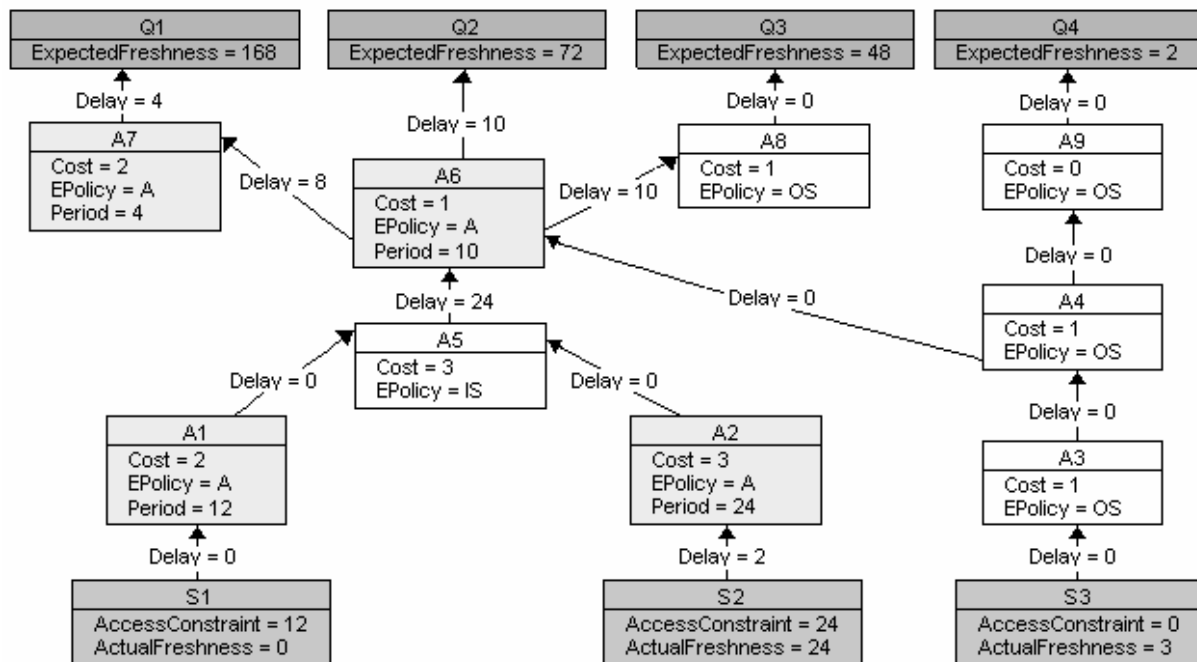 Q1
ExpectedFreshness = 168
Q2
ExpectedFreshness = 72
Q3
ExpectedFreshness = 48
Q4
ExpectedFreshness = 2
Delay = 4
Delay = 10
Delay = 0
Delay = 0
A7
Cost = 2
EPolicy = A
Period = 4
Delay = 8
A6
Cost = 1
EPolicy = A
Period = 10
Delay = 10
A8
Cost = 1
EPolicy = OS
A9
Cost = 0
EPolicy = OS
Delay = 0
Delay = 24
Delay = 0
A4
Cost = 1
EPolicy = OS
A5
Cost = 3
EPolicy = IS
Delay = 0
Delay = 0
Delay = 0
A1
Cost = 2
EPolicy = A
Period = 12
A2
Cost = 3
EPolicy = A
Period = 24
A3
Cost = 1
EPolicy = OS
Delay = 0
Delay = 2
Delay = 0
S1
AccessConstraint = 12
ActualFreshness = 0
S2
AccessConstraint = 24
ActualFreshness = 24
S3
AccessConstraint = 0
ActualFreshness = 3